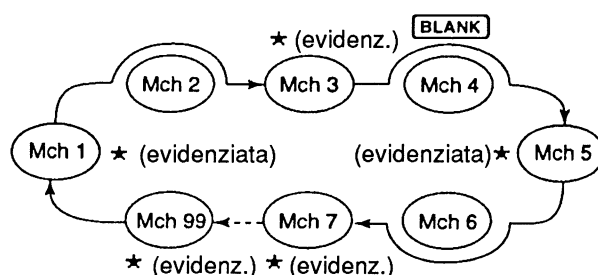 ★ (evidenz.) BLANK
Mch 2 Mch 3 Mch 4
Mch 1 ★ (evidenziata) (evidenziata)★ Mch 5
Mch 99 Mch 7 Mch 6
★ (evidenz.) ★ (evidenz.)